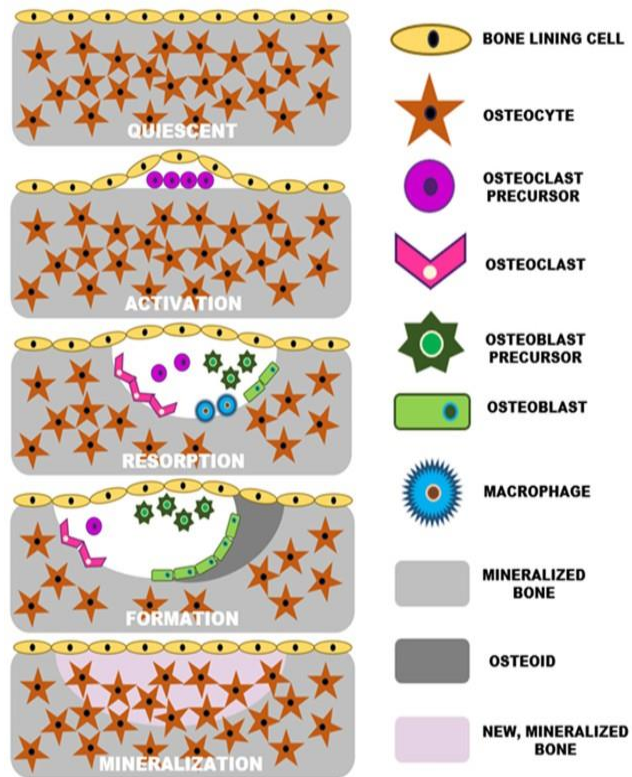 QUIESCENT
ACTIVATION
RESORPTION
FORMATION
MINERALIZATION
BONE LINING CELL
OSTEOCYTE
OSTEOCLAST
PRECURSOR
OSTEOCLAST
OSTEOBLAST
PRECURSOR
OSTEOBLAST
MACROPHAGE
MINERALIZED
BONE
OSTEOID
NEW, MINERALIZED
BONE